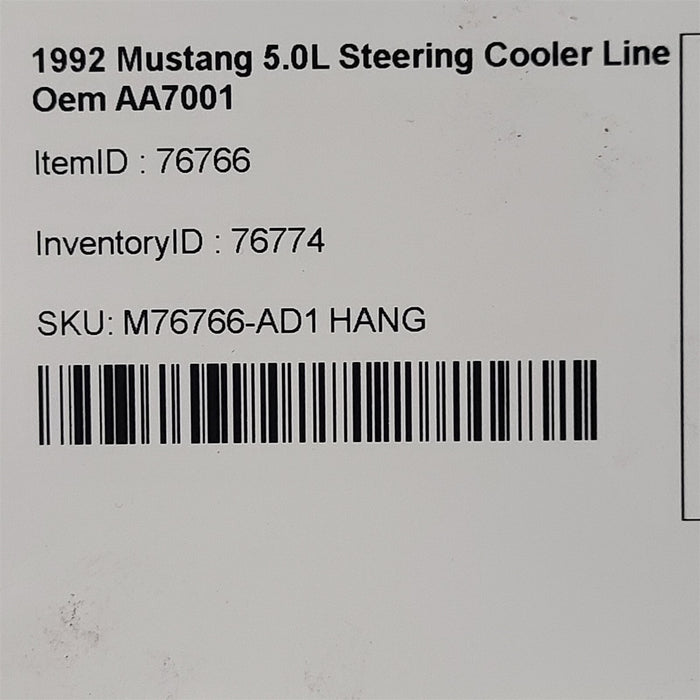 1992 Mustang 5.0L Steering Cooler Line
Oem AA7001
ItemID : 76766
InventoryID : 76774
SKU: M76766-AD1 HANG